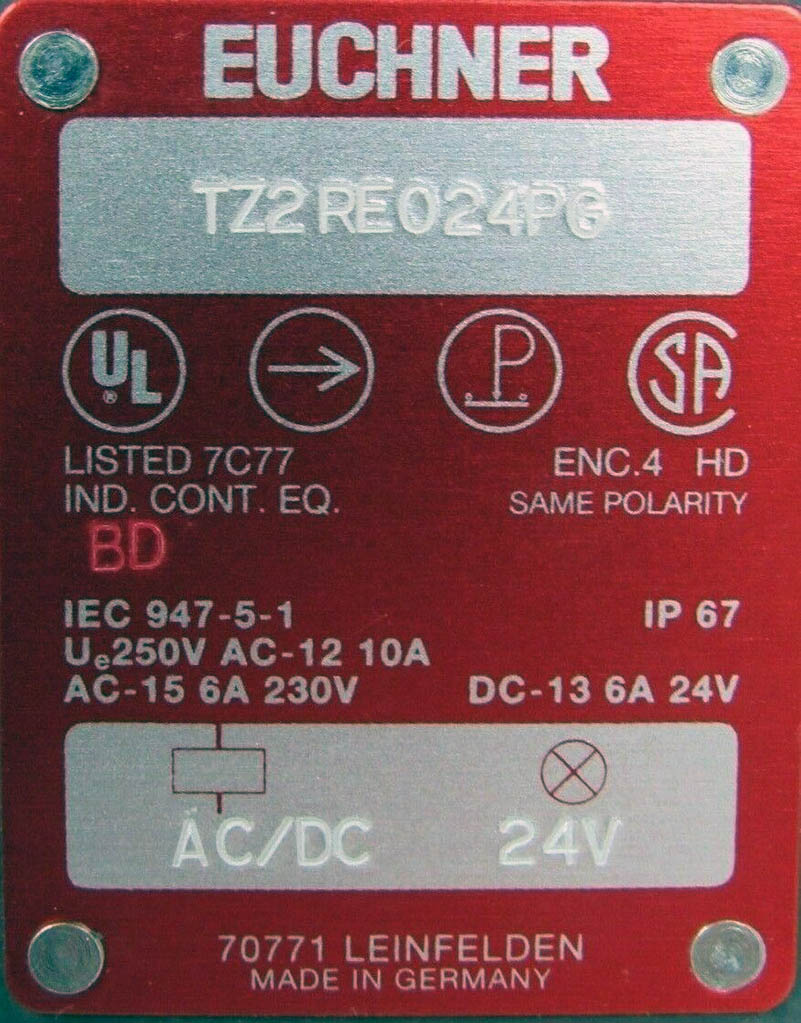 EUCHNER
TZ2RE024PG
UL ® → P SA
LISTED 7C77 ENC.4 HD
IND. CONT. EQ. SAME POLARITY
BD
IEC 947-5-1 IP 67
Ue250V AC-12 10A
AC-15 6A 230V DC-13 6A 24V
AC/DC 24V
70771 LEINFELDEN
MADE IN GERMANY